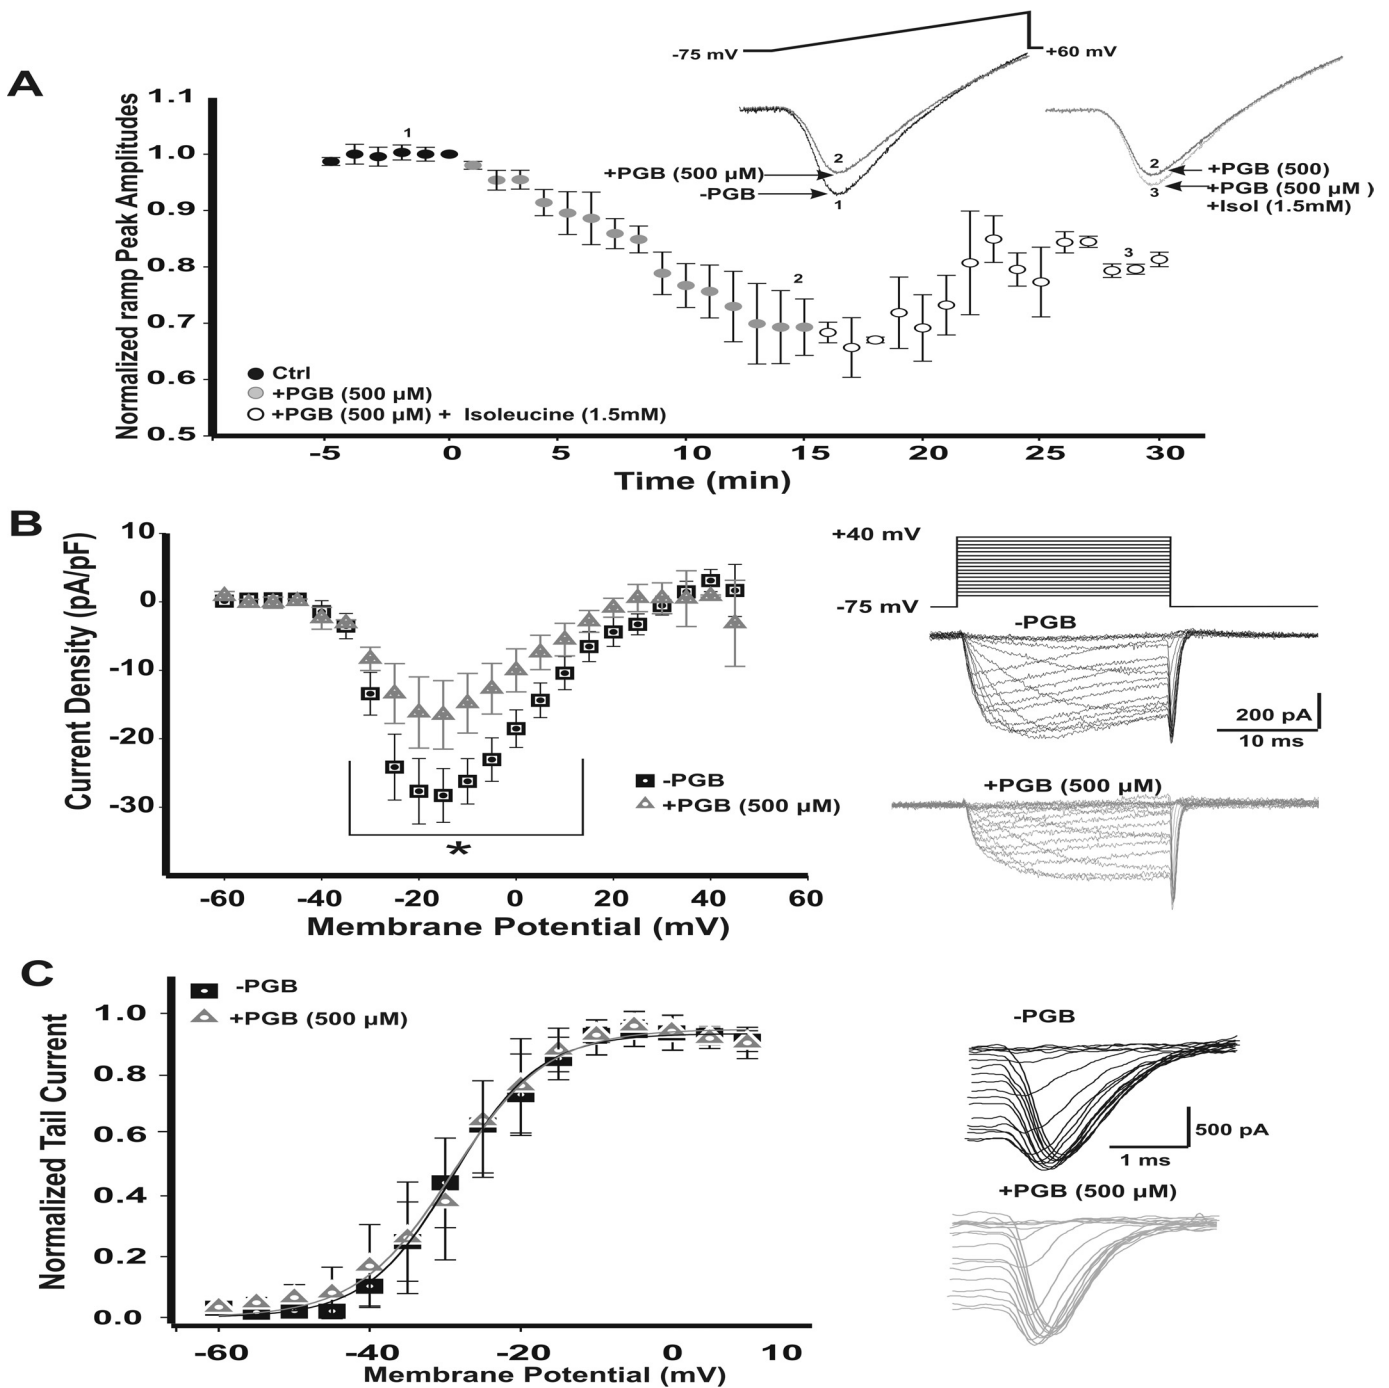 A
-75 mV
+60 mV
1.1
1.0
0.9
0.8
0.7
0.6
0.5
Normalized ramp Peak Amplitudes
1
2
3
2
+PGB (500 µM)
-PGB
1
2
+PGB (500)
3
+PGB (500 µM )
+Isol (1.5mM)
Ctrl
+PGB (500 µM)
+PGB (500 µM) + Isoleucine (1.5mM)
-5 0 5 10 15 20 25 30
Time (min)
B
10
0
-10
-20
-30
Current Density (pA/pF)
-PGB
+PGB (500 µM)
*
-60 -40 -20 0 20 40 60
Membrane Potential (mV)
+40 mV
-75 mV
-PGB
200 pA
10 ms
+PGB (500 µM)
C
-PGB
+PGB (500 µM)
1.0
0.8
0.6
0.4
0.2
0.0
Normalized Tail Current
-60 -40 -20 0 10
Membrane Potential (mV)
-PGB
500 pA
1 ms
+PGB (500 µM)